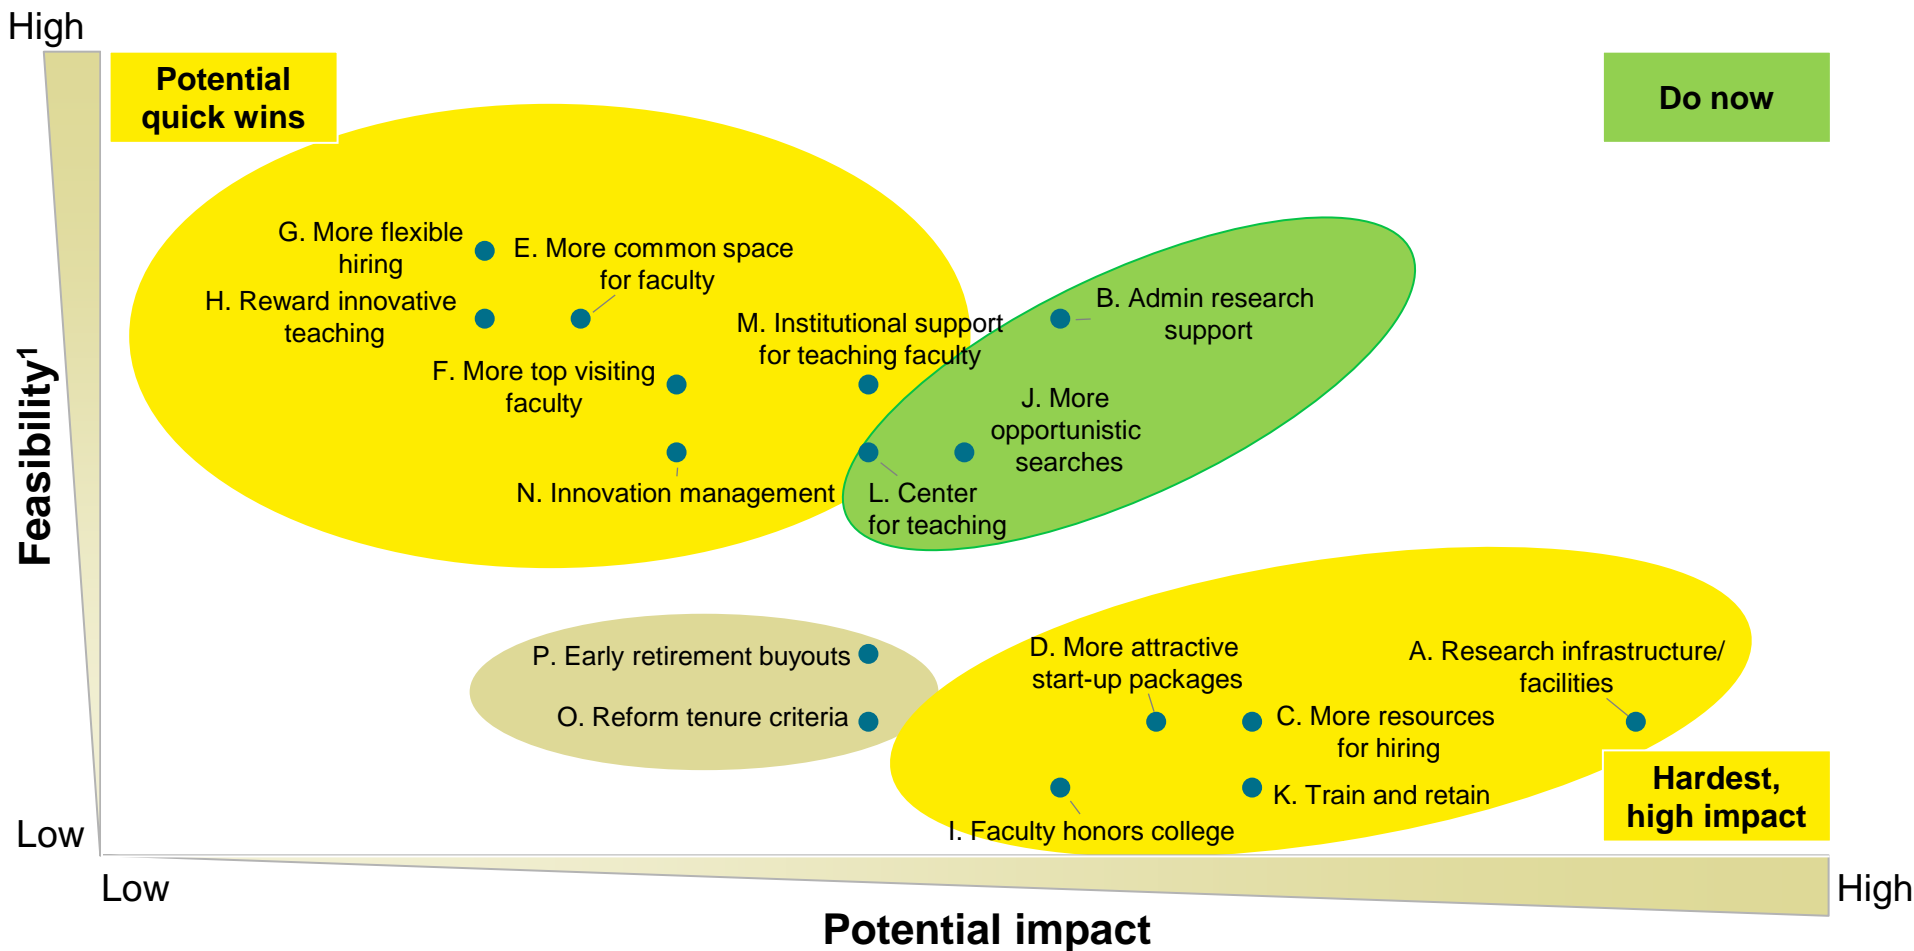 High
Potential
quick wins
Do now
G. More flexible
hiring
E. More common space
for faculty
H. Reward innovative
teaching
B. Admin research
support
M. Institutional support
for teaching faculty
F. More top visiting
faculty
J. More
opportunistic
searches
N. Innovation management
L. Center
for teaching
Feasibility1
P. Early retirement buyouts
O. Reform tenure criteria
D. More attractive
start-up packages
A. Research infrastructure/
facilities
C. More resources
for hiring
K. Train and retain
I. Faculty honors college
Hardest,
high impact
Low
Low
High
Potential impact